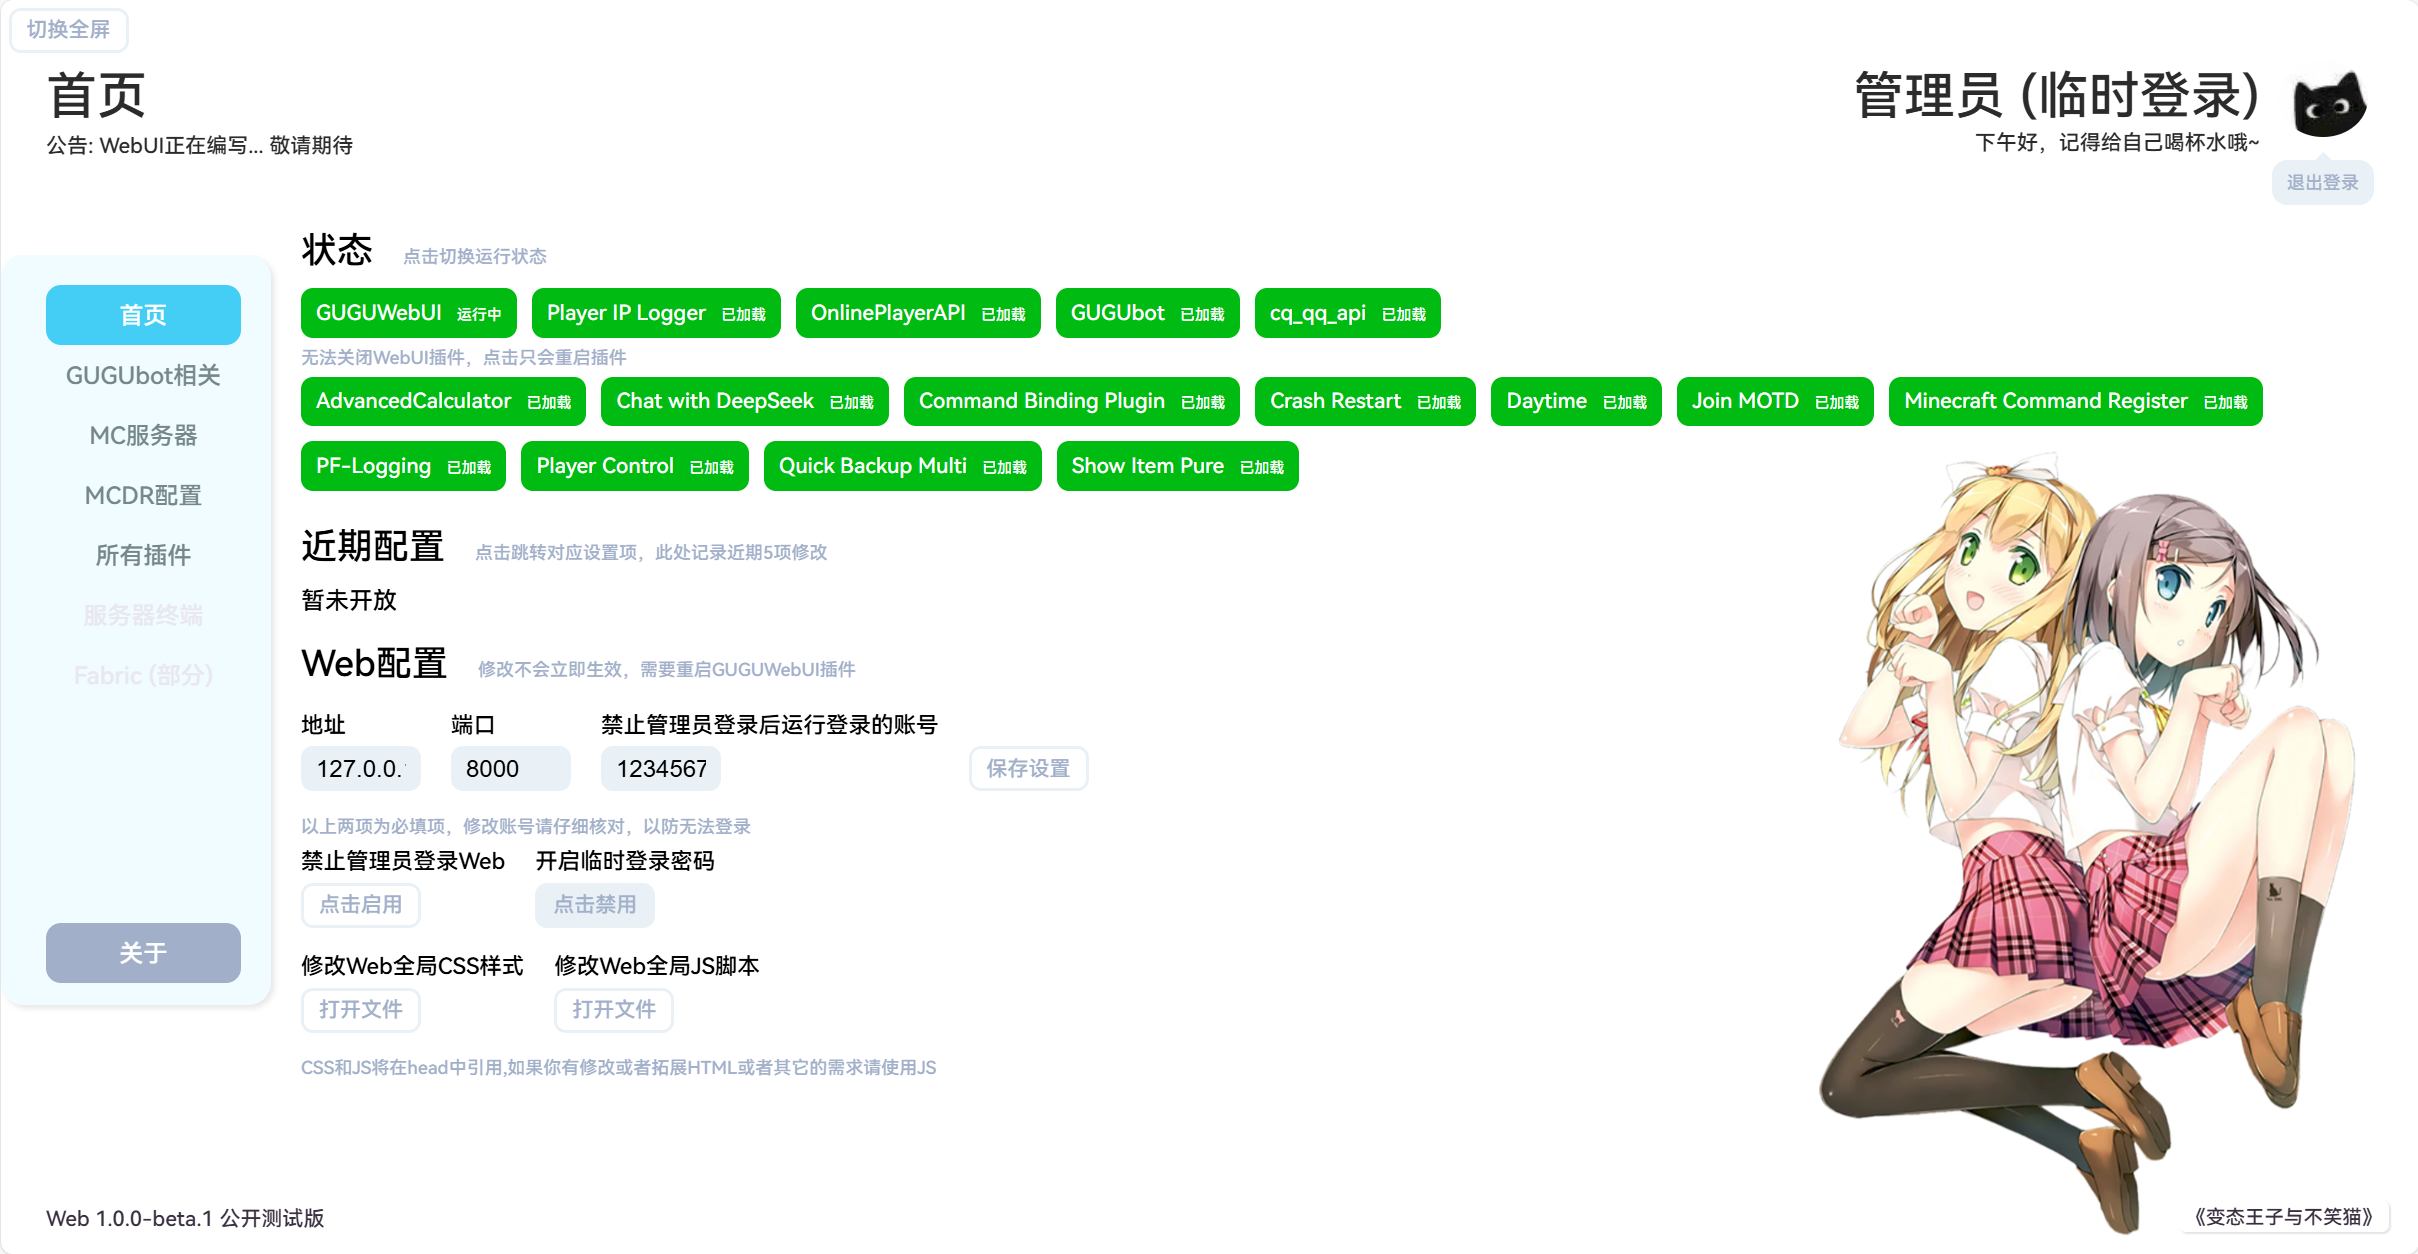 切换全屏
首页
公告: WebUI正在编写... 敬请期待
管理员 (临时登录)
下午好，记得给自己喝杯水哦~
退出登录
首页
GUGUbot相关
MC服务器
MCDR配置
所有插件
服务器终端
Fabric (部分)
关于
状态 点击切换运行状态
GUGUWebUI 运行中 Player IP Logger 已加载 OnlinePlayerAPI 已加载 GUGUbot 已加载 cq_qq_api 已加载
无法关闭WebUI插件，点击只会重启插件
AdvancedCalculator 已加载 Chat with DeepSeek 已加载 Command Binding Plugin 已加载 Crash Restart 已加载 Daytime 已加载 Join MOTD 已加载 Minecraft Command Register 已加载
PF-Logging 已加载 Player Control 已加载 Quick Backup Multi 已加载 Show Item Pure 已加载
近期配置 点击跳转对应设置项，此处记录近期5项修改
暂未开放
Web配置 修改不会立即生效，需要重启GUGUWebUI插件
地址 端口 禁止管理员登录后运行登录的账号
127.0.0. 8000 1234567 保存设置
以上两项为必填项，修改账号请仔细核对，以防无法登录
禁止管理员登录Web 开启临时登录密码
点击启用 点击禁用
修改Web全局CSS样式 修改Web全局JS脚本
打开文件 打开文件
CSS和JS将在head中引用,如果你有修改或者拓展HTML或者其它的需求请使用JS
Web 1.0.0-beta.1 公开测试版
《变态王子与不笑猫》